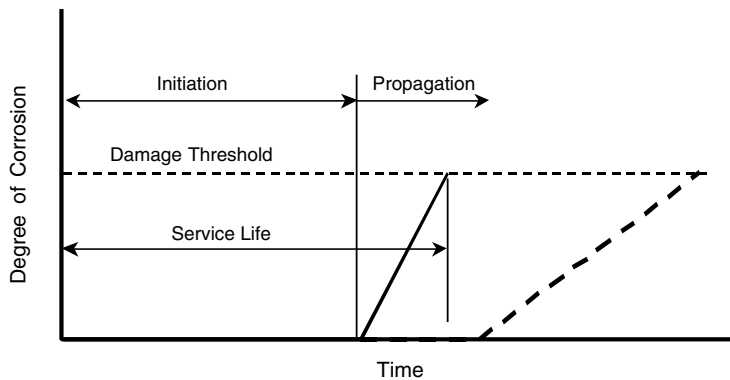 Initiation
Propagation
Damage Threshold
Service Life
Degree of Corrosion
Time